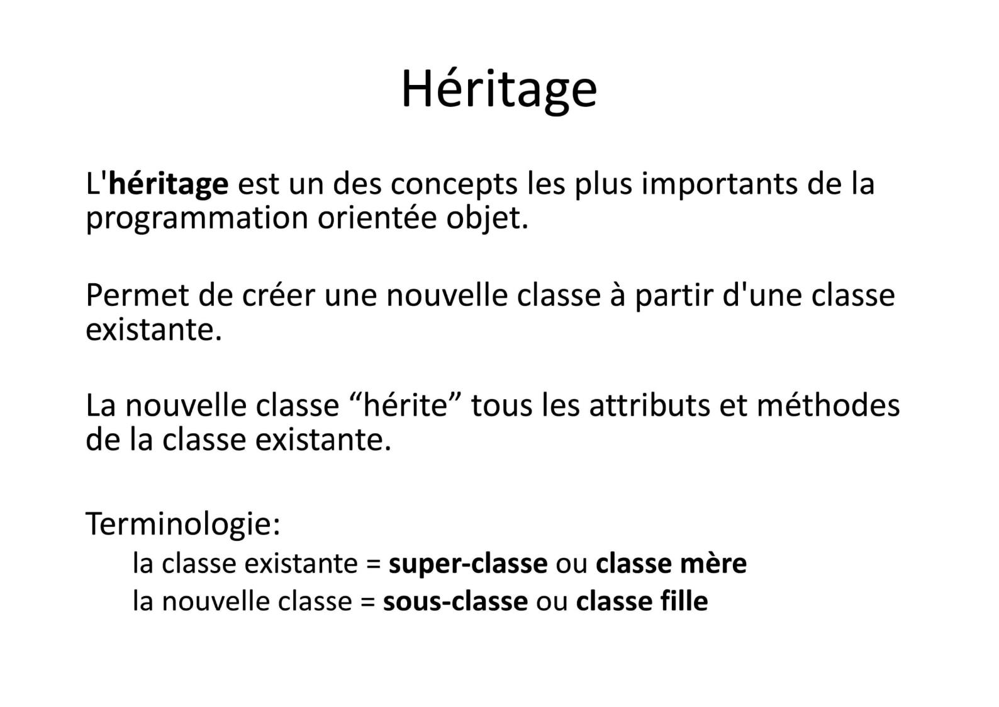 Héritage
L'héritage est un des concepts les plus importants de la
programmation orientée objet.
Permet de créer une nouvelle classe à partir d'une classe
existante.
La nouvelle classe “hérite” tous les attributs et méthodes
de la classe existante.
Terminologie:
la classe existante = super-classe ou classe mère
la nouvelle classe = sous-classe ou classe fille